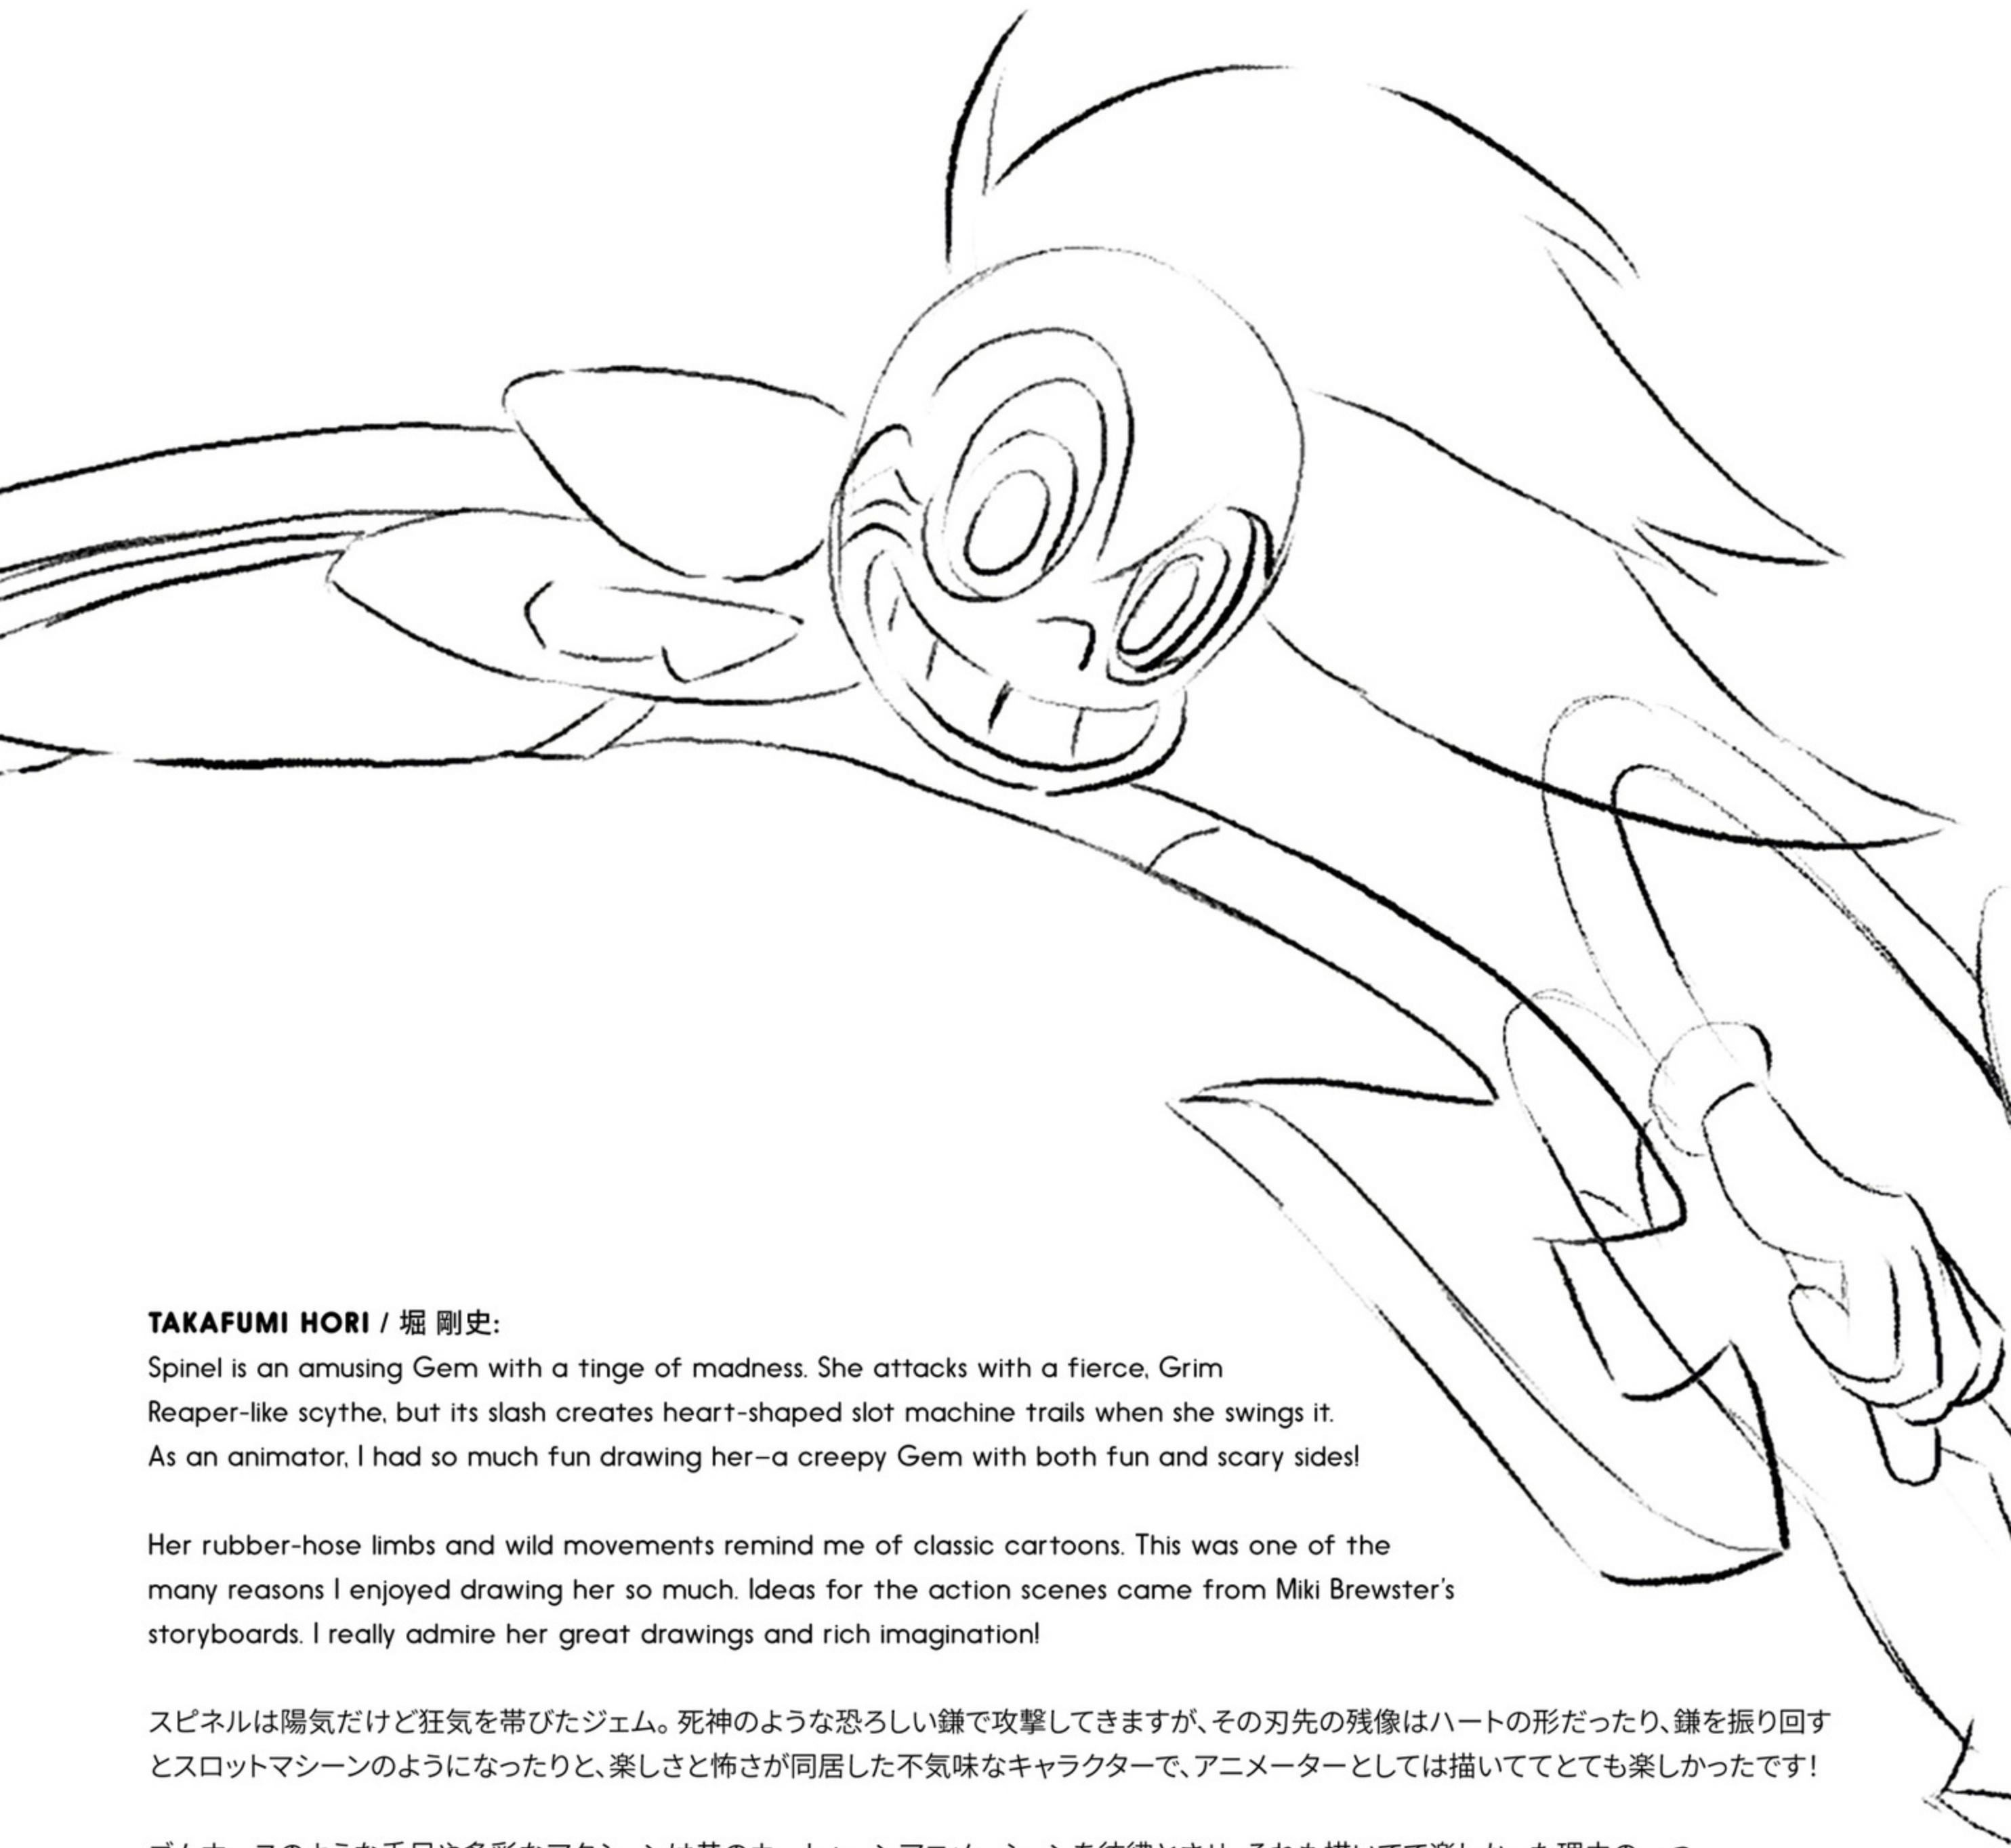 TAKAFUMI HORI / 堀 剛史:
Spinel is an amusing Gem with a tinge of madness. She attacks with a fierce, Grim
Reaper-like scythe, but its slash creates heart-shaped slot machine trails when she swings it.
As an animator, I had so much fun drawing her—a creepy Gem with both fun and scary sides!
Her rubber-hose limbs and wild movements remind me of classic cartoons. This was one of the
many reasons I enjoyed drawing her so much. Ideas for the action scenes came from Miki Brewster's
storyboards. I really admire her great drawings and rich imagination!
スピネルは陽気だけど狂気を帯びたジェム。死神のような恐ろしい鎌で攻撃してきますが、その刃先の残像はハートの形だったり、鎌を振り回す
とスロットマシーンのようになったりと、楽しさと怖さが同居した不気味なキャラクターで、アニメーターとしては描いててとても楽しかったです！